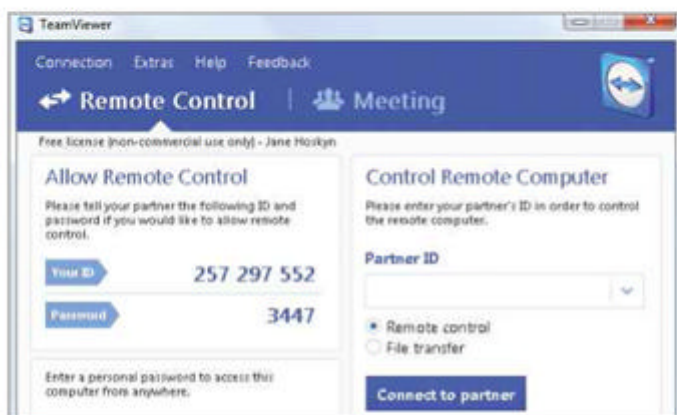 TeamViewer
Connection Extras Help Feedback
Remote Control Meeting
Free license (non-commercial use only) - Jane Hoskyn
Allow Remote Control
Please tell your partner the following ID and
password if you would like to allow remote
control.
Your ID 257 297 552
Password 3447
Enter a personal password to access this
computer from anywhere.
Control Remote Computer
Please enter your partner's ID in order to control
the remote computer.
Partner ID
Remote control
File transfer
Connect to partner